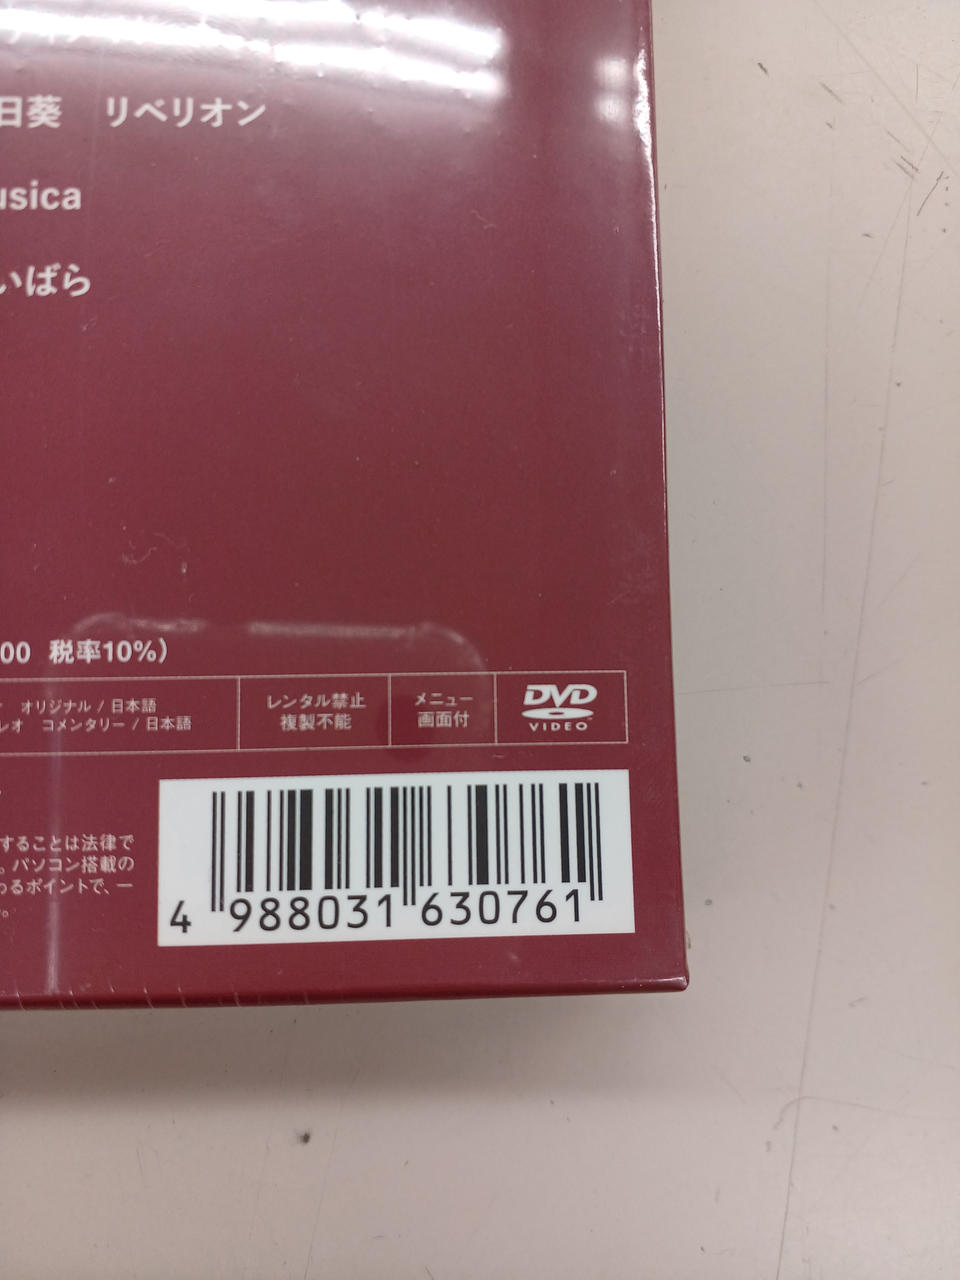 日葵 リベリオン
usica
いばら
00 税率10%)
オリジナル / 日本語
レオ コメンタリー / 日本語
レンタル禁止
複製不能
メニュー
画面付
DVD
VIDEO
することは法律で
。パソコン搭載の
わるポイントで、一
。
4 988031 630761